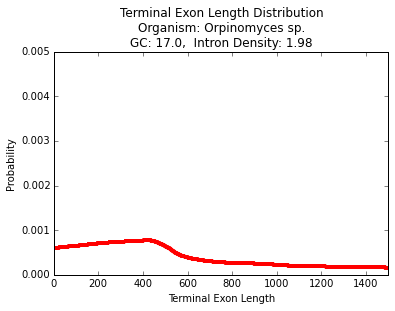 Terminal Exon Length Distribution
Organism: Orpinomyces sp.
GC: 17.0,  Intron Density: 1.98
0.005
0.004
0.003
0.002
0.001
0.000
Probability
0 200 400 600 800 1000 1200 1400
Terminal Exon Length